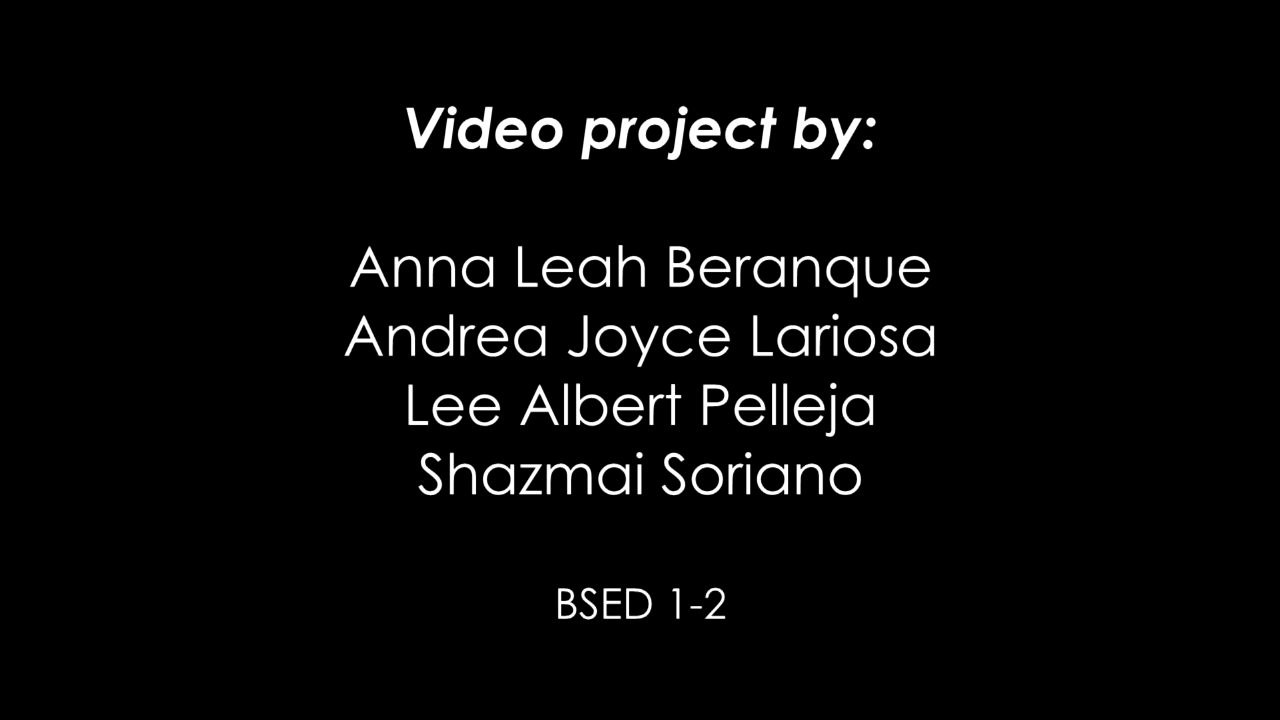 Video project by:
Anna Leah Beranque
Andrea Joyce Lariosa
Lee Albert Pelleja
Shazmai Soriano
BSED 1-2